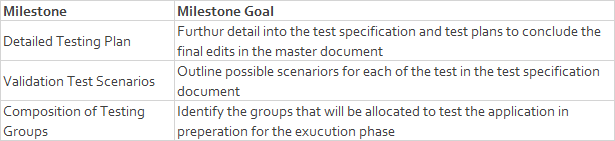 Milestone Milestone Goal
Detailed Testing Plan
Furthur detail into the test specification and test plans to conclude the
final edits in the master document
Validation Test Scenarios
Outline possible scenariors for each of the test in the test specification
document
Composition of Testing
Groups
Identify the groups that will be allocated to test the application in
preperation for the exucution phase